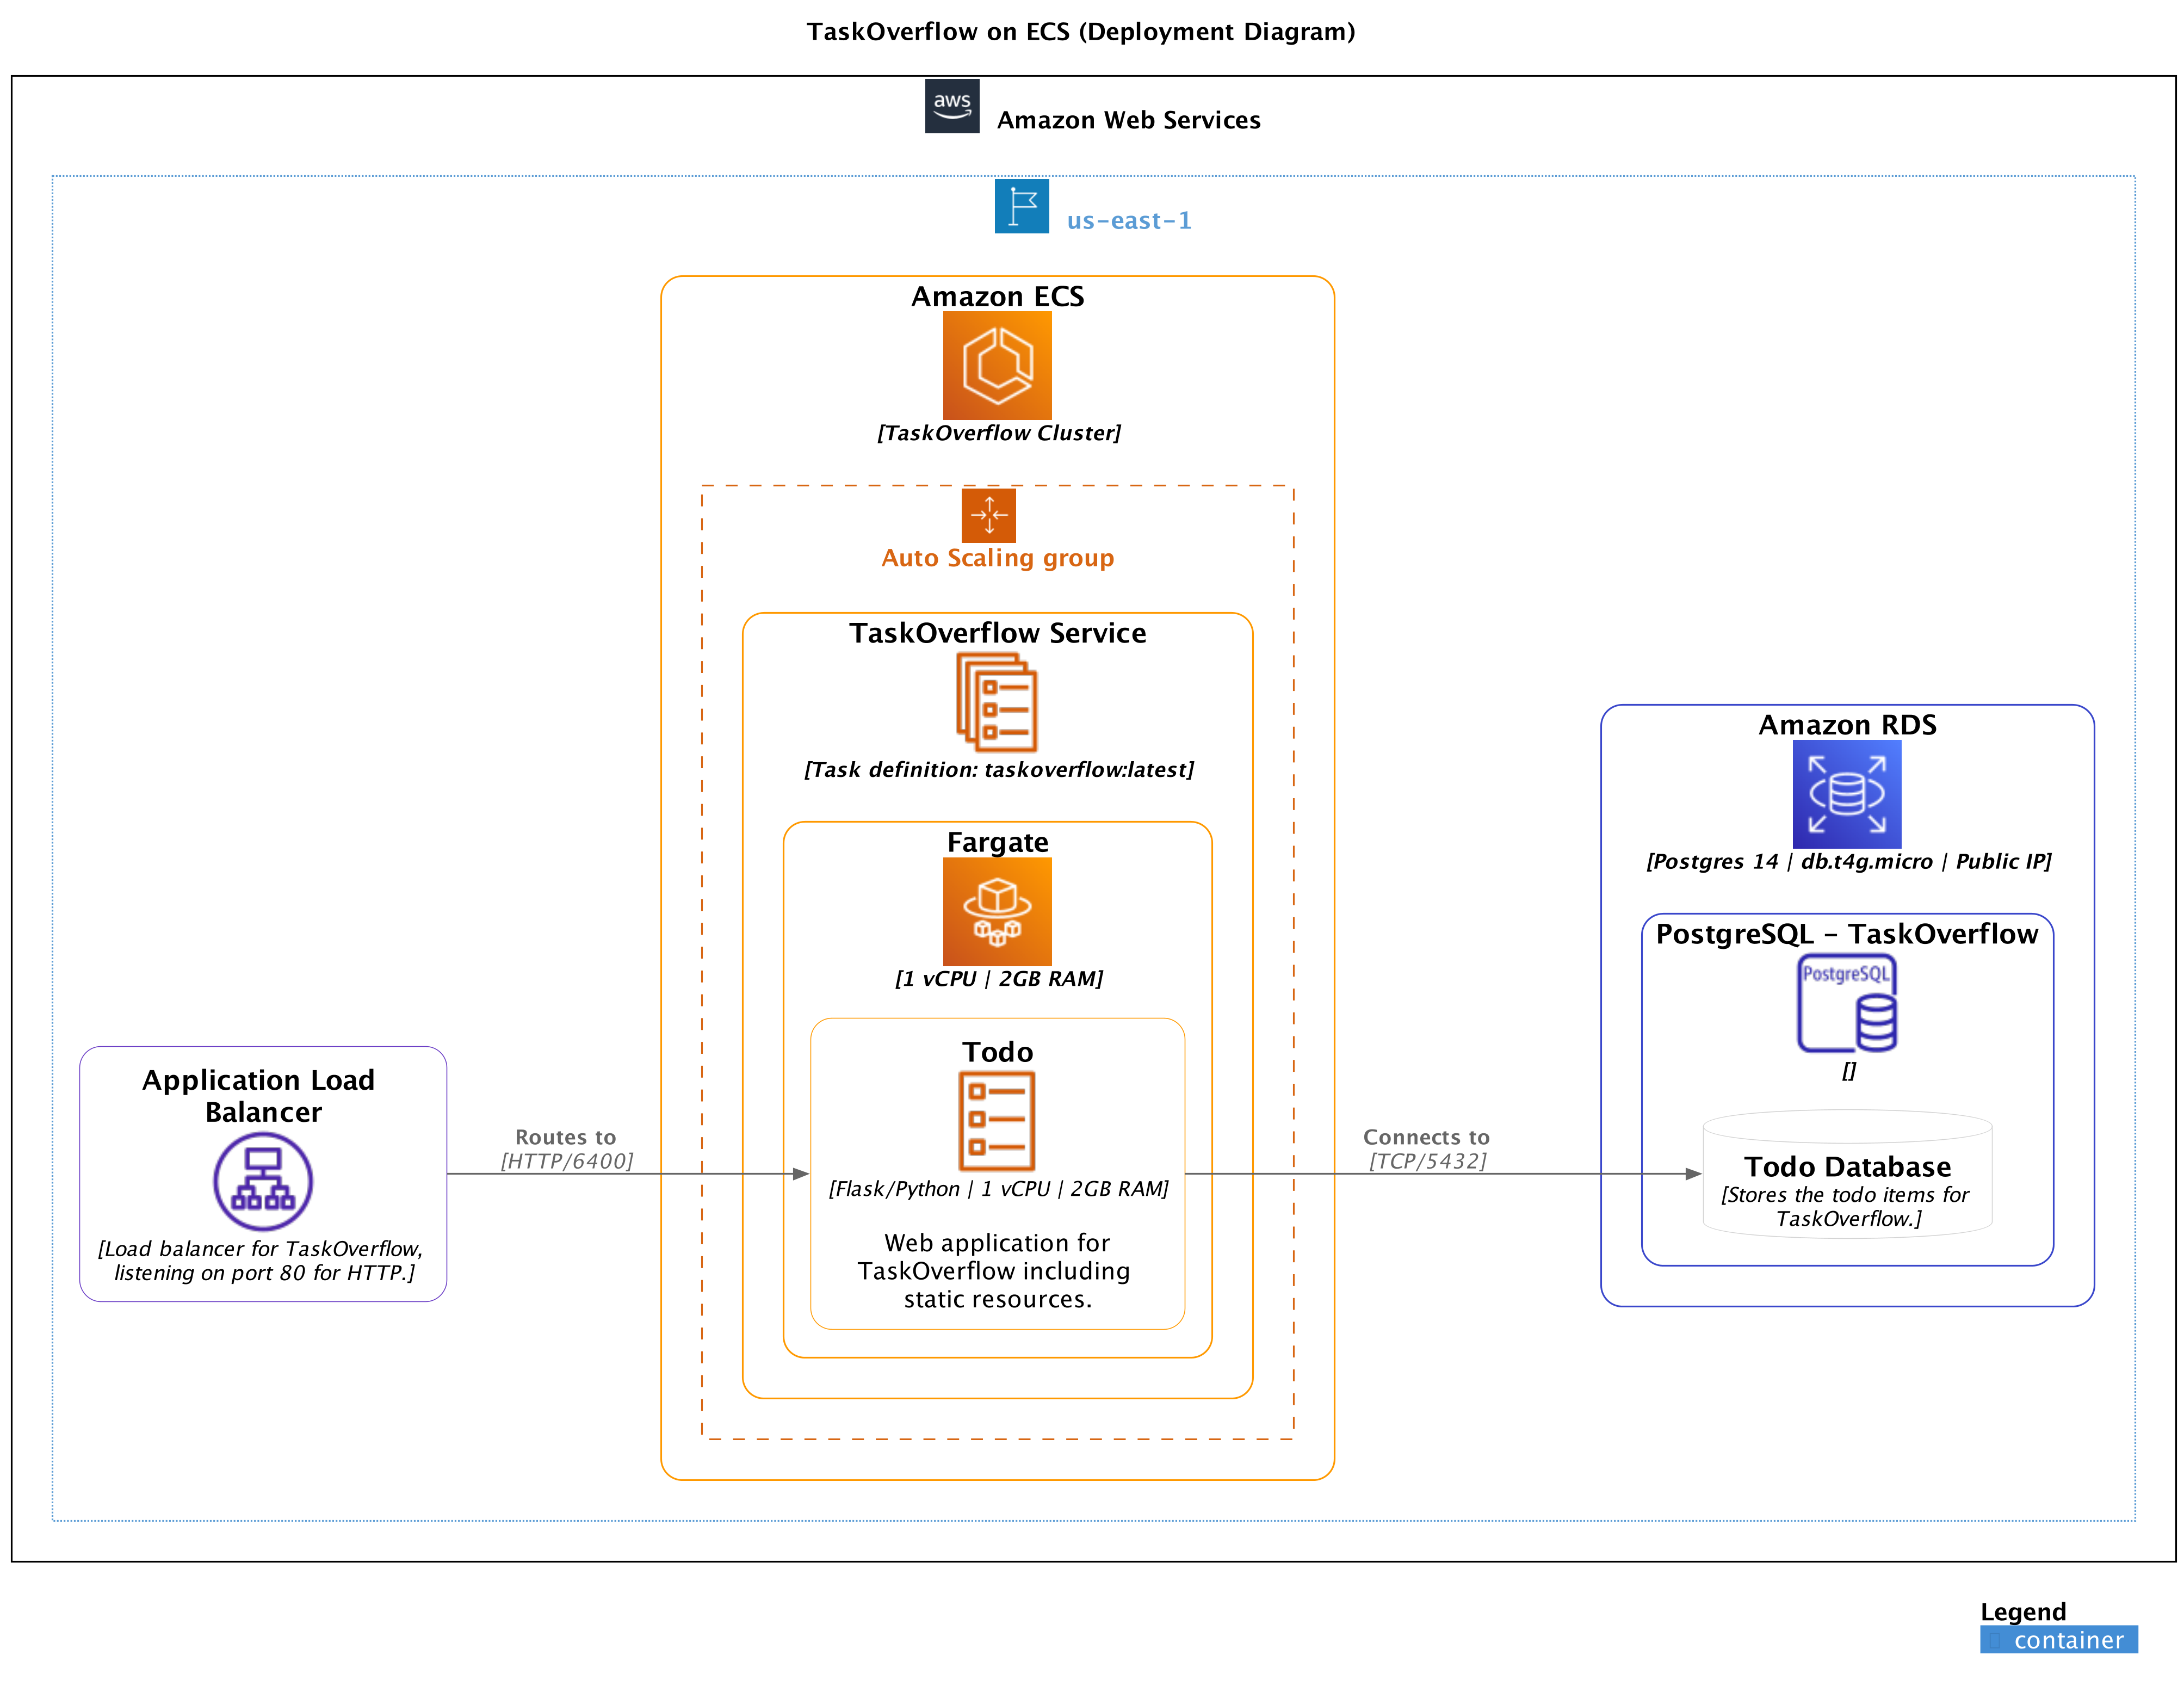 TaskOverflow on ECS (Deployment Diagram)
aws
Amazon Web Services
us-east-1
Amazon ECS
[TaskOverflow Cluster]
Auto Scaling group
TaskOverflow Service
[Task definition: taskoverflow:latest]
Fargate
[1 vCPU | 2GB RAM]
Todo
[Flask/Python | 1 vCPU | 2GB RAM]
Web application for
TaskOverflow including
static resources.
Application Load
Balancer
[Load balancer for TaskOverflow,
listening on port 80 for HTTP.]
Routes to
[HTTP/6400]
Connects to
[TCP/5432]
Amazon RDS
[Postgres 14 | db.t4g.micro | Public IP]
PostgreSQL - TaskOverflow
PostgreSQL
[]
Todo Database
[Stores the todo items for
TaskOverflow.]
Legend
container